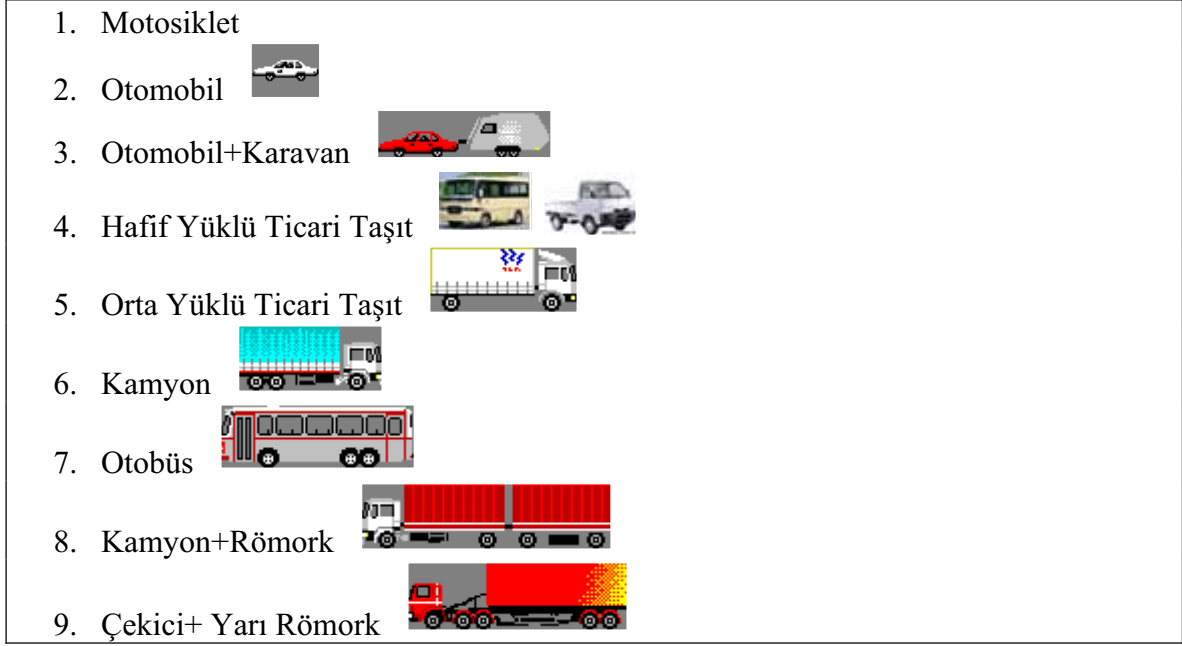 1. Motosiklet
2. Otomobil
3. Otomobil+Karavan
4. Hafif Yüklü Ticari Taşıt
5. Orta Yüklü Ticari Taşıt
6. Kamyon
7. Otobüs
8. Kamyon+Römork
9. Çekici+ Yarı Römork